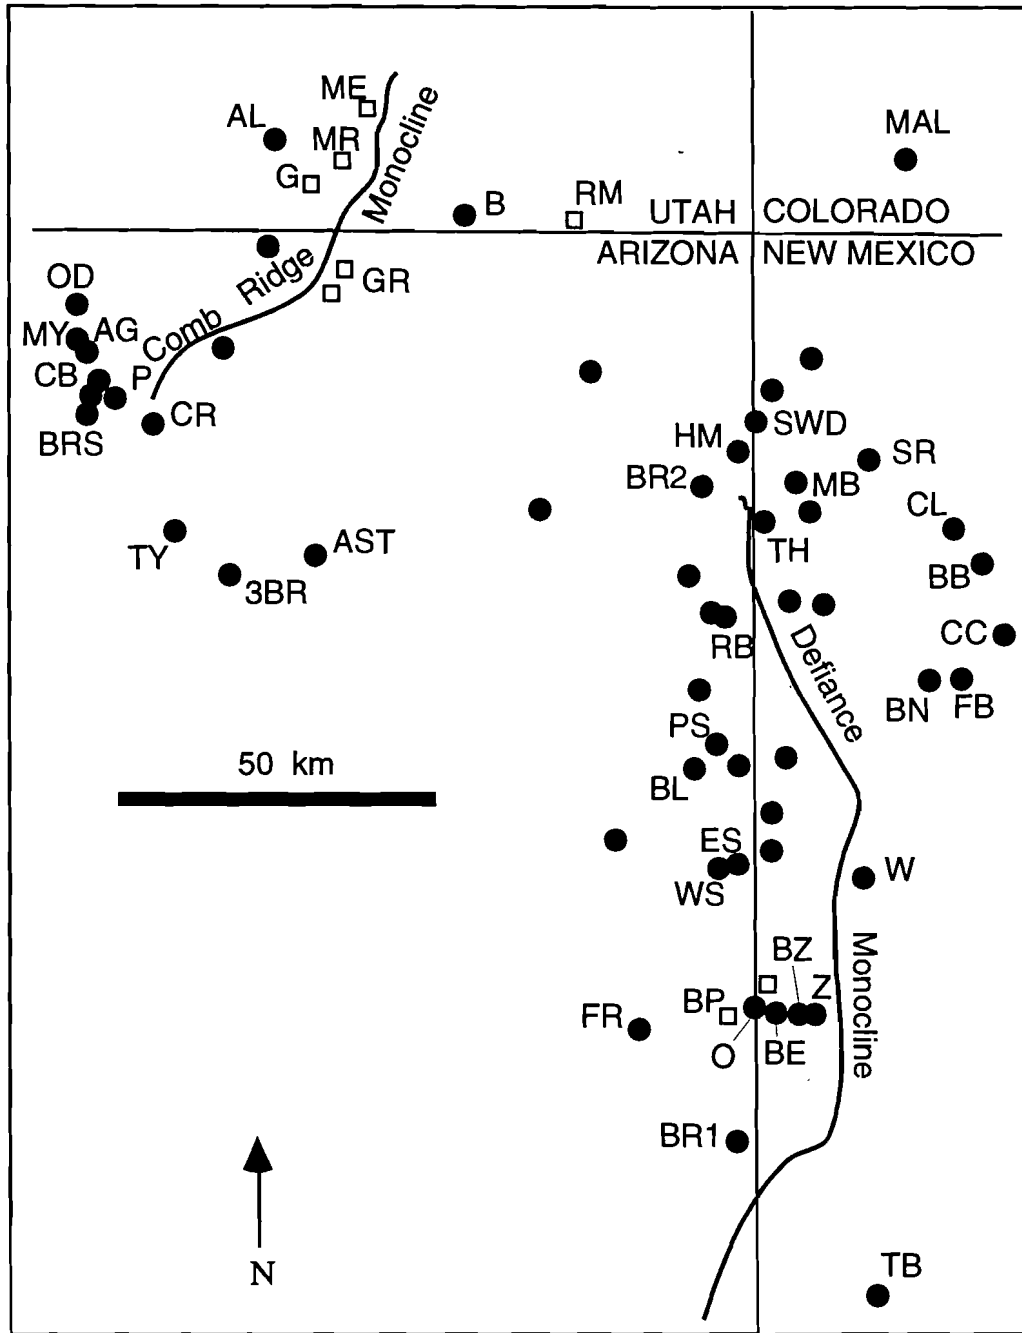 ME
AL
MR
G
Monocline
MAL
B
RM
UTAH
COLORADO
ARIZONA
NEW MEXICO
OD
GR
Comb Ridge
MY
AG
CB
P
CR
BRS
SWD
HM
SR
BR2
MB
CL
TH
TY
AST
3BR
BB
RB
CC
Defiance
BN
FB
PS
50 km
BL
ES
W
WS
BZ
Monocline
BP
Z
FR
O
BE
BR1
N
TB